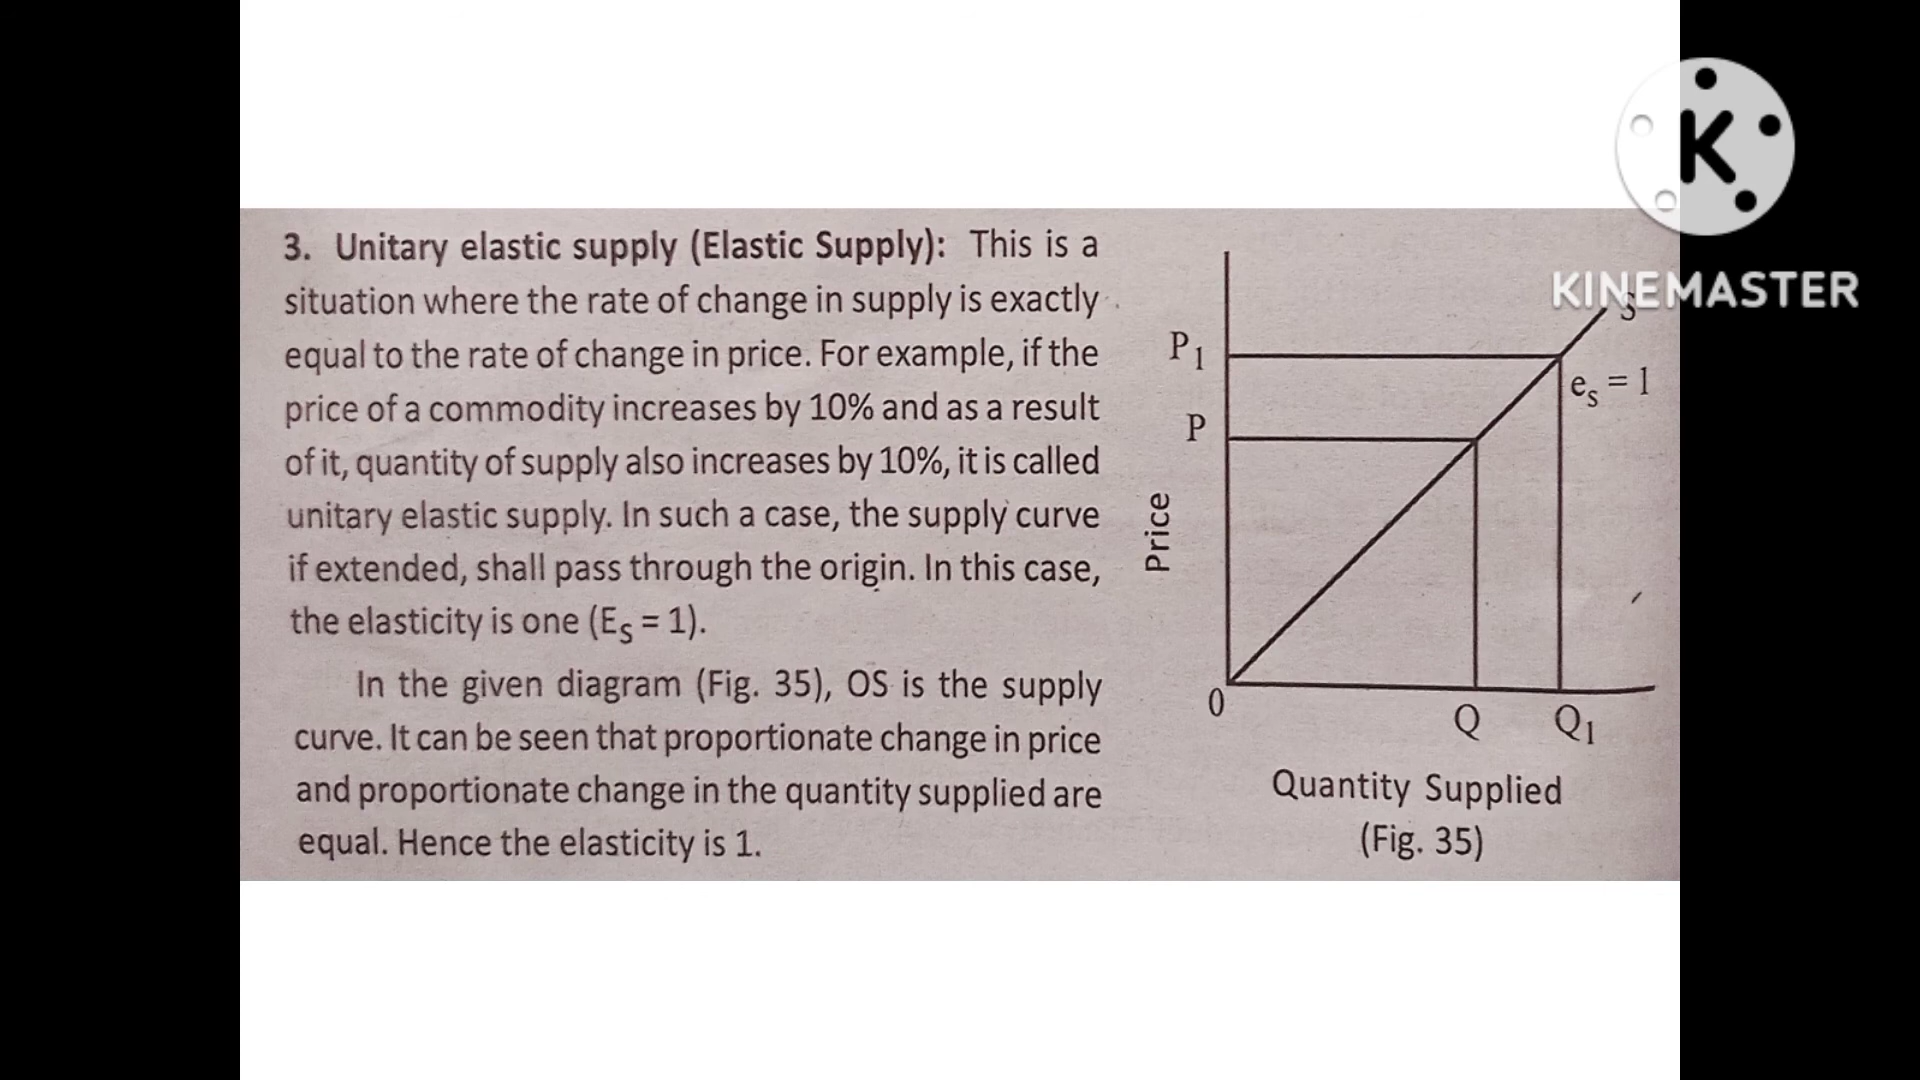 3. Unitary elastic supply (Elastic Supply): This is a
situation where the rate of change in supply is exactly
equal to the rate of change in price. For example, if the
price of a commodity increases by 10% and as a result
of it, quantity of supply also increases by 10%, it is called
unitary elastic supply. In such a case, the supply curve
if extended, shall pass through the origin. In this case,
the elasticity is one (Es = 1).
In the given diagram (Fig. 35), OS is the supply
curve. It can be seen that proportionate change in price
and proportionate change in the quantity supplied are
equal. Hence the elasticity is 1.
S
P1
es = 1
P
Price
0
Q
Q1
Quantity Supplied
(Fig. 35)
K
KINEMASTER